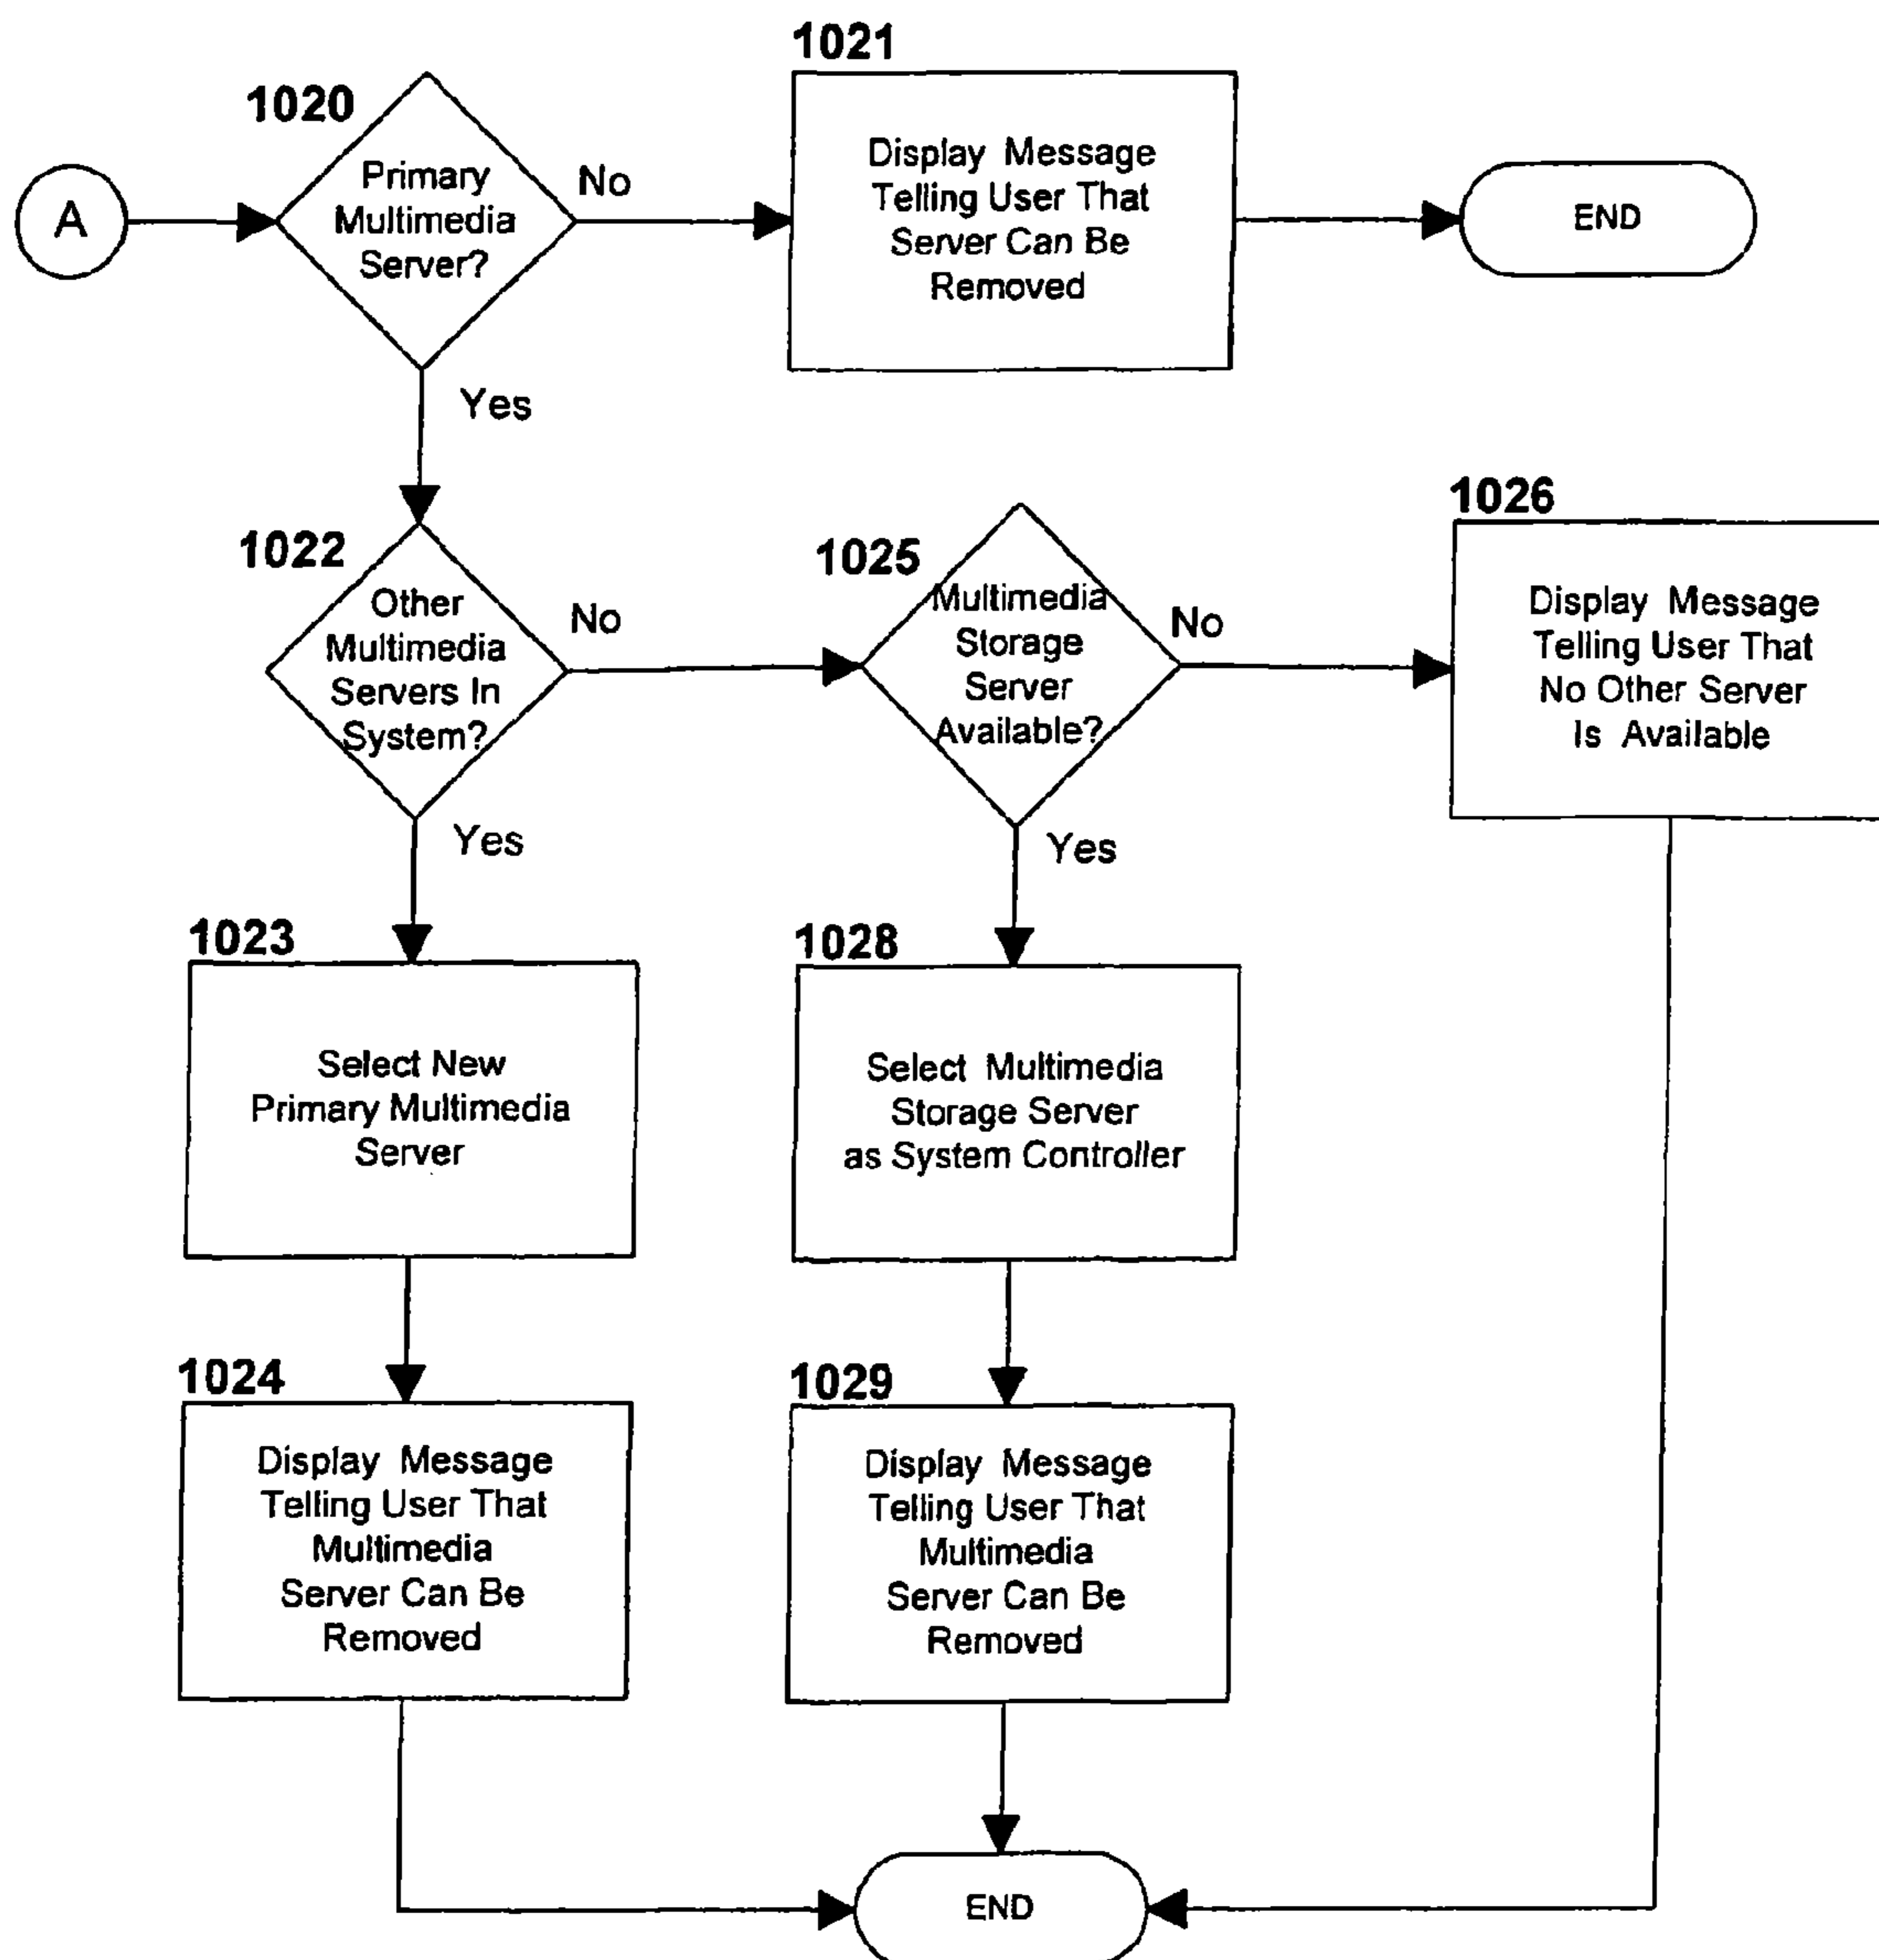 1021
1020
Primary
Multimedia
Server?
No
Display Message
Telling User That
Server Can Be
Removed
A
END
Yes
1026
1022
Other
Multimedia
Servers In
System?
No
1025
Multimedia
Storage
Server
Available?
No
Display Message
Telling User That
No Other Server
Is Available
Yes
Yes
1023
Select New
Primary Multimedia
Server
1028
Select Multimedia
Storage Server
as System Controller
1024
Display Message
Telling User That
Multimedia
Server Can Be
Removed
1029
Display Message
Telling User That
Multimedia
Server Can Be
Removed
END